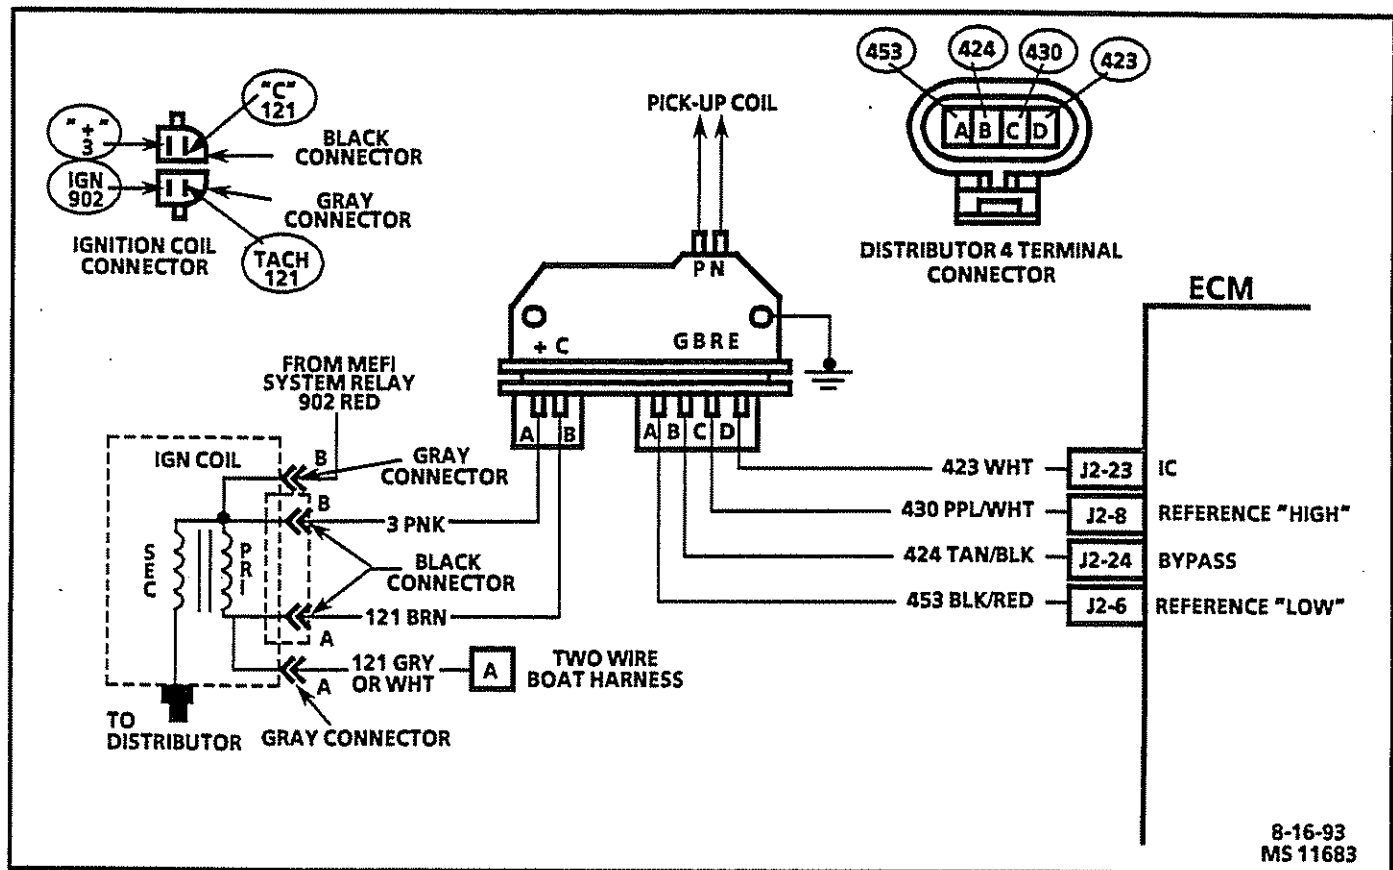 "C"
121
"+"
3
BLACK
CONNECTOR
IGN
902
GRAY
CONNECTOR
IGNITION COIL
CONNECTOR
TACH
121
PICK-UP COIL
P N
+ C
G B R E
453
424
430
423
A B C D
DISTRIBUTOR 4 TERMINAL
CONNECTOR
ECM
FROM MEFI
SYSTEM RELAY
902 RED
A B
A B C D
IGN COIL
B
GRAY
CONNECTOR
B
3 PNK
SEC
PRI
BLACK
CONNECTOR
121 BRN
A
121 GRY
OR WHT
A
A
TWO WIRE
BOAT HARNESS
TO
DISTRIBUTOR
GRAY CONNECTOR
423 WHT
J2-23
IC
430 PPL/WHT
J2-8
REFERENCE "HIGH"
424 TAN/BLK
J2-24
BYPASS
453 BLK/RED
J2-6
REFERENCE "LOW"
8-16-93
MS 11683